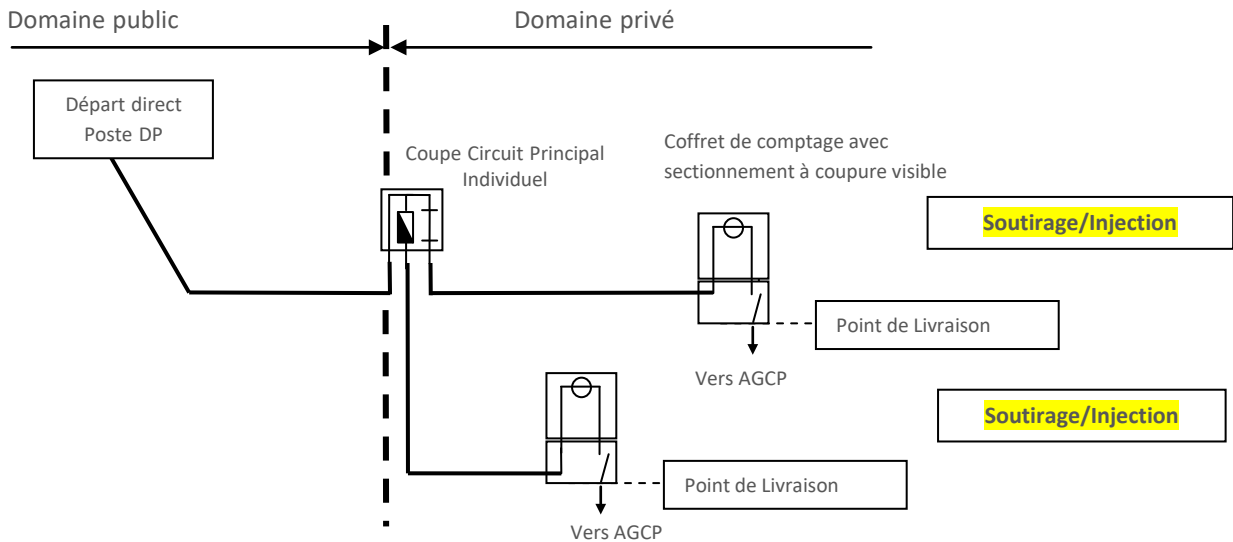 Domaine public
Domaine privé
Départ direct
Poste DP
Coupe Circuit Principal
Individuel
Coffret de comptage avec
sectionnement à coupure visible
Soutirage/Injection
Point de Livraison
Vers AGCP
Soutirage/Injection
Point de Livraison
Vers AGCP